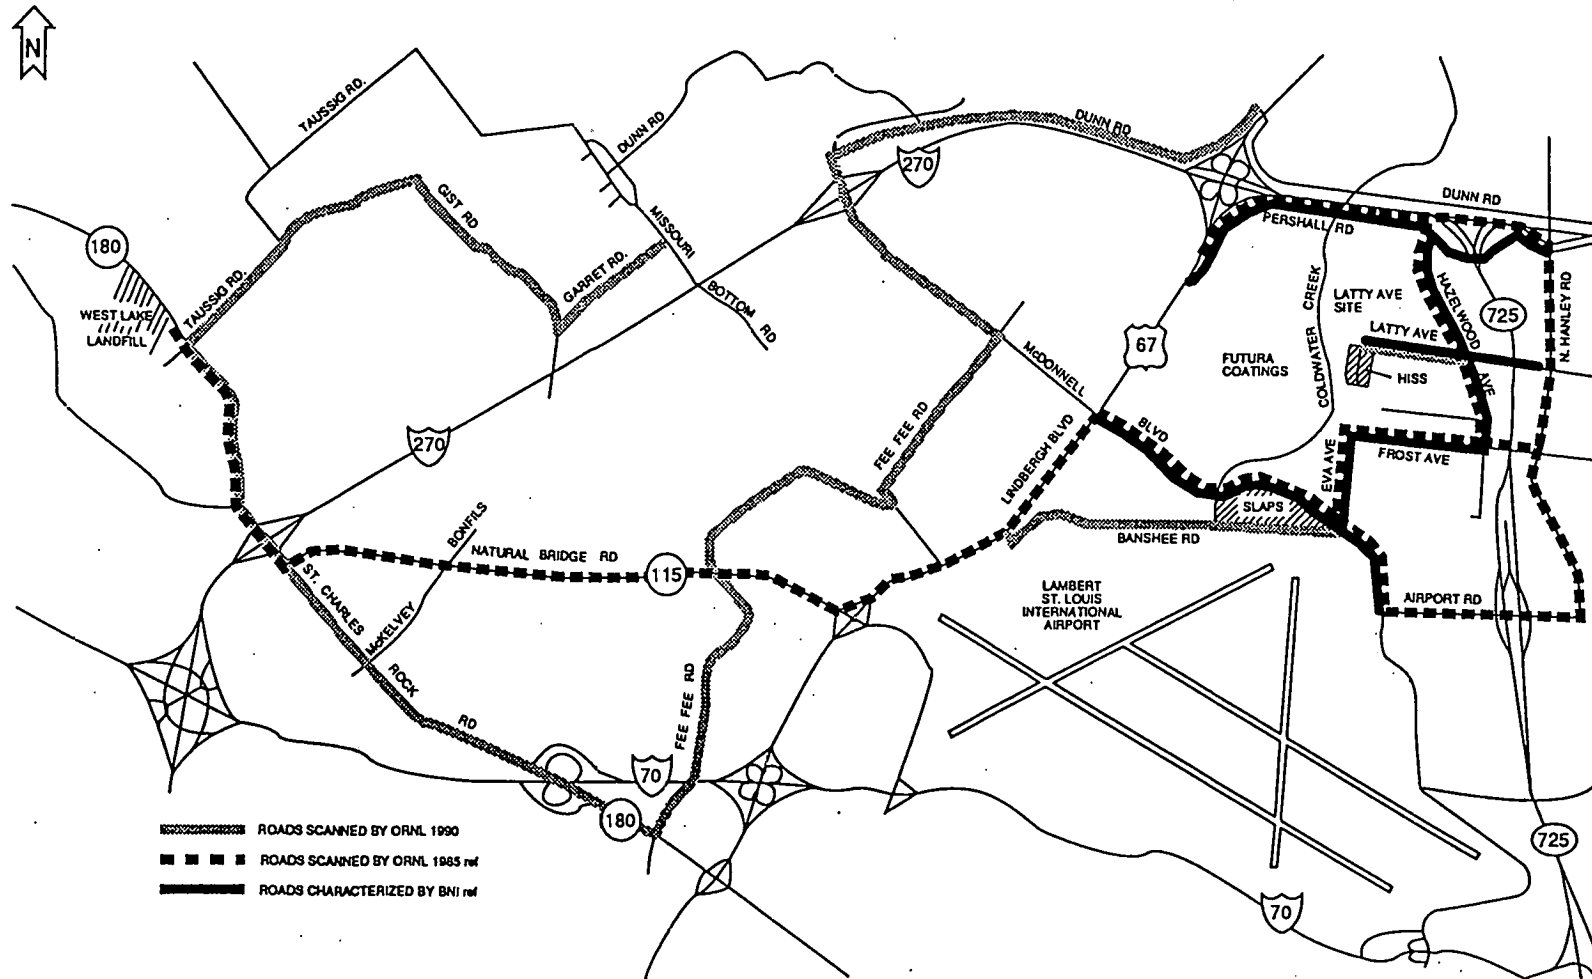 N
TAUSSIG RD.
DUNN RD
DUNN RD
270
DUNN RD
180
GIST RD
MISSOURI
BOTTOM RD
PERSHALL RD
WEST LAKE
LANDFILL
TAUSSIG RD.
GARRET RD.
COLDWATER CREEK
LATTY AVE
SITE
HAZELWOOD
AVE
725
N. HANLEY RD
67
LATTY AVE
McDONNELL
BLVD
FUTURA
COATINGS
HISS
270
FEE FEE RD
LINDBERGH BLVD
EVA AVE
FROST AVE
SLAPS
BONFILS
NATURAL BRIDGE RD
115
BANSHEE RD
ST. CHARLES
ROCK
RD
McKELVEY
LAMBERT
ST. LOUIS
INTERNATIONAL
AIRPORT
AIRPORT RD
FEE FEE RD
70
180
725
70
ROADS SCANNED BY ORNL 1990
ROADS SCANNED BY ORNL 1985 ref
ROADS CHARACTERIZED BY BNI ref